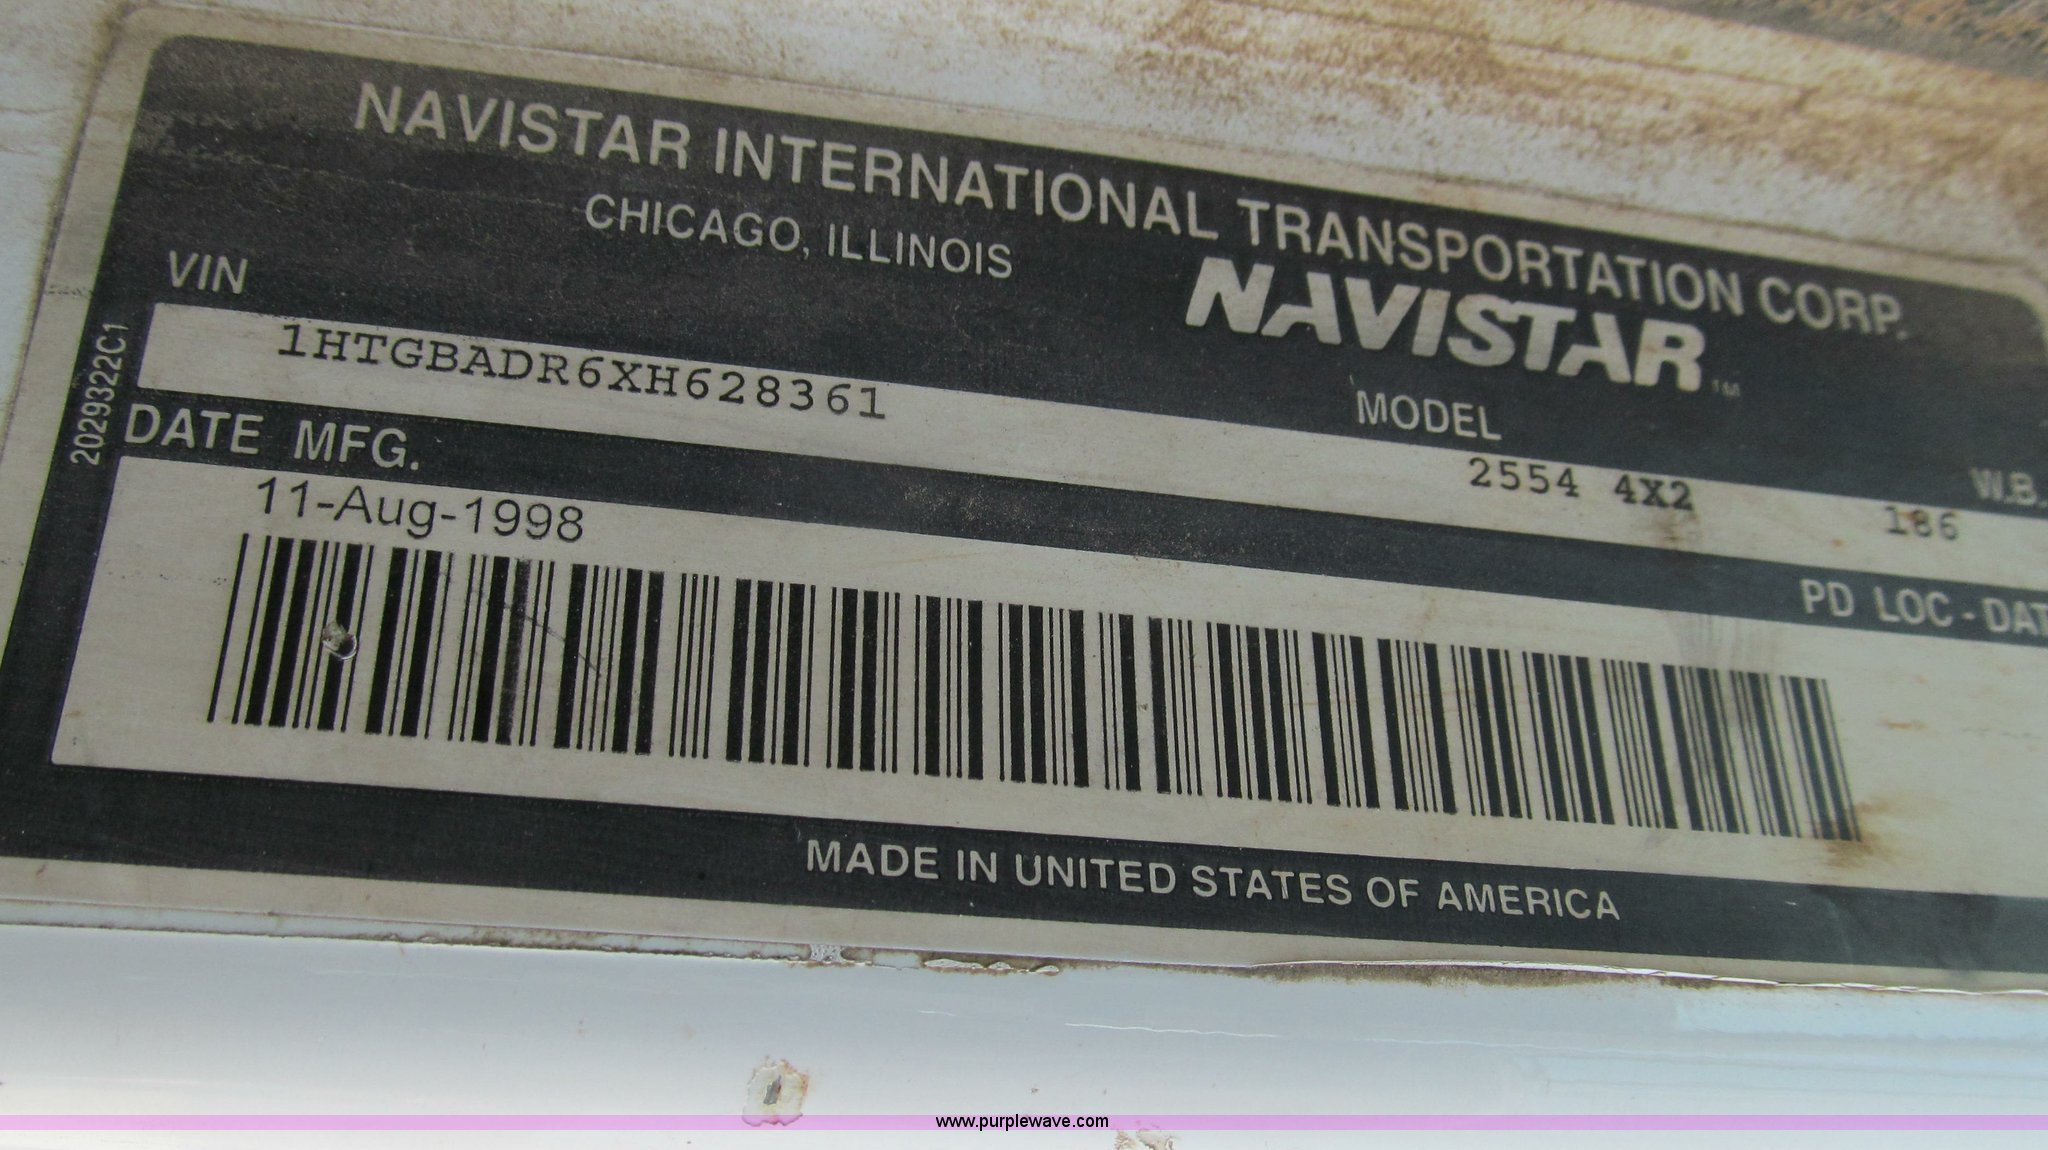 NAVISTAR INTERNATIONAL TRANSPORTATION CORP.
CHICAGO, ILLINOIS
NAVISTAR™
VIN
MODEL
W.B.
1HTGBADR6XH628361
2554 4X2
186
2029322C1
DATE MFG.
PD LOC-DAT
11-Aug-1998
MADE IN UNITED STATES OF AMERICA
www.purplewave.com